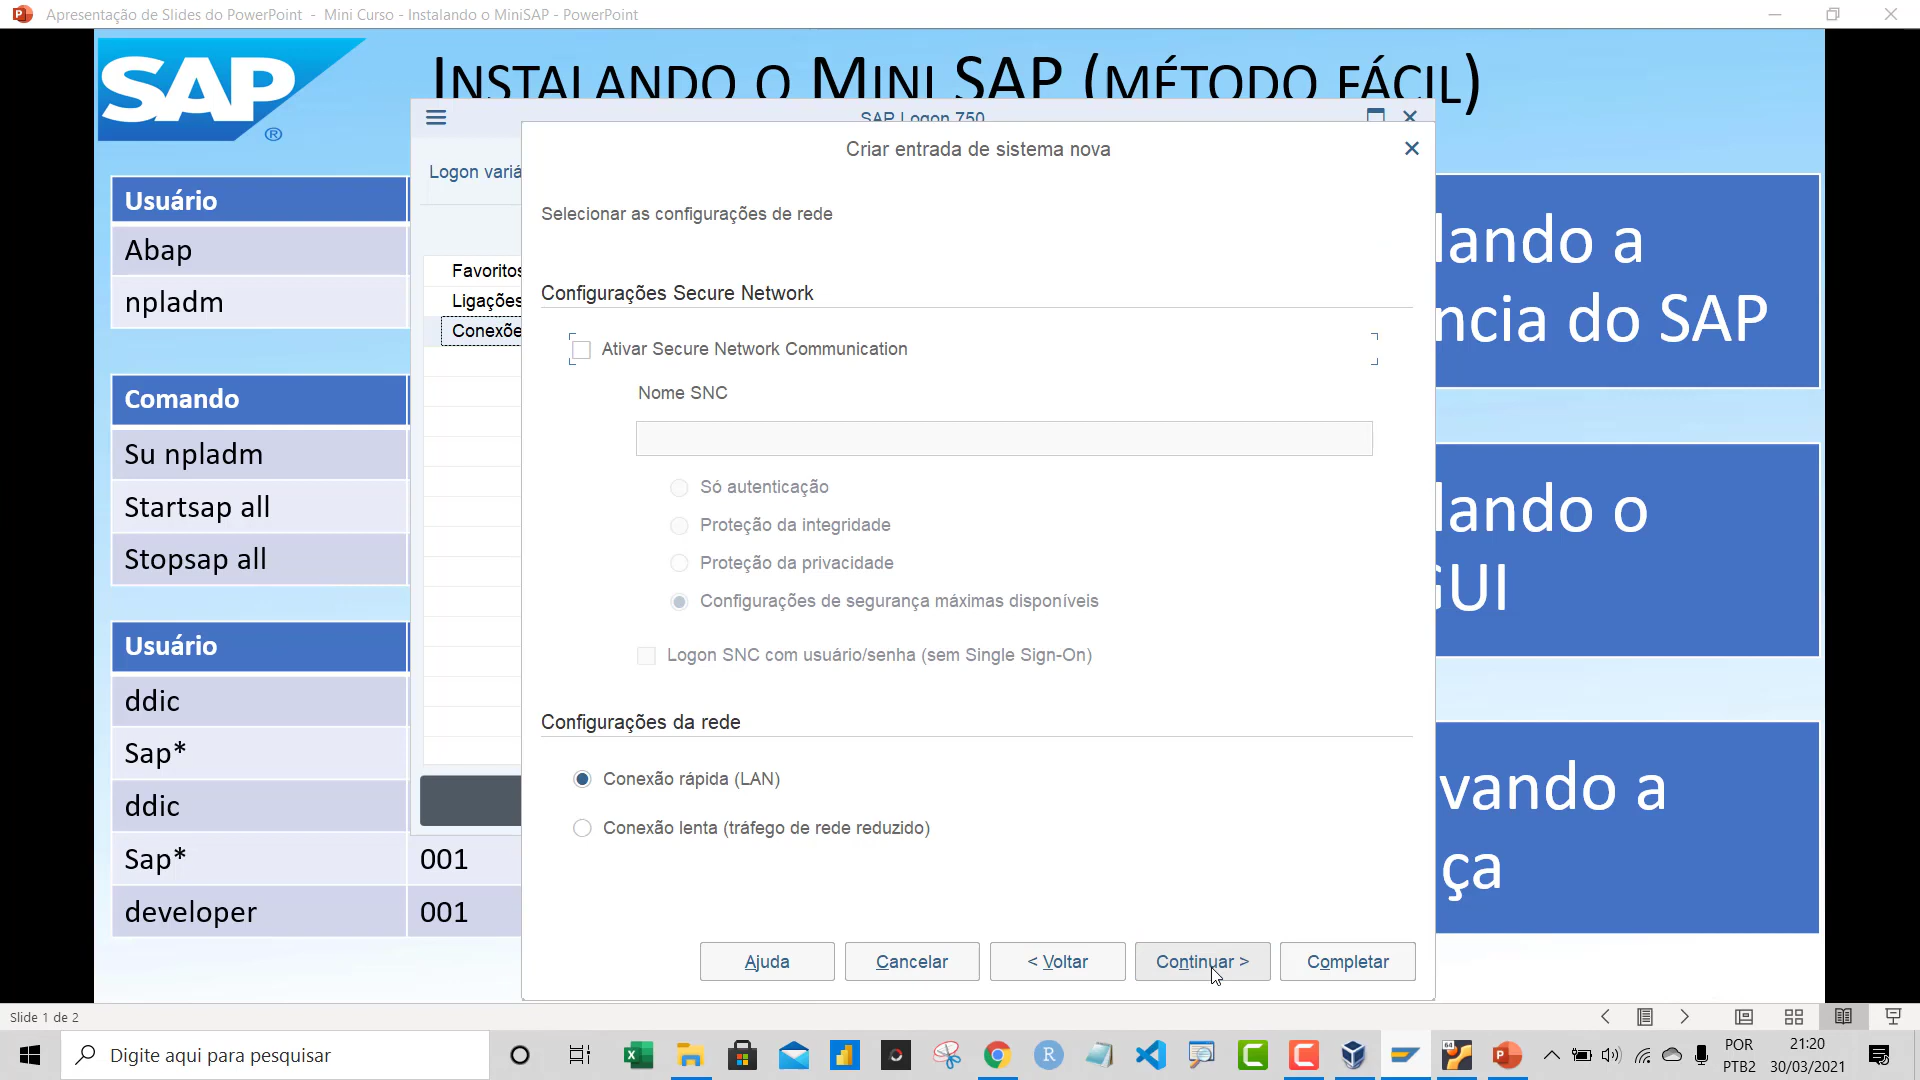 Apresentação de Slides do PowerPoint - Mini Curso - Instalando o MiniSAP - PowerPoint
SAP
®
INSTALANDO O MINI SAP (MÉTODO FÁCIL)
SAP Logon 750
Criar entrada de sistema nova
Logon variá
Selecionar as configurações de rede
Configurações Secure Network
Ativar Secure Network Communication
Nome SNC
Só autenticação
Proteção da integridade
Proteção da privacidade
Configurações de segurança máximas disponíveis
Logon SNC com usuário/senha (sem Single Sign-On)
Configurações da rede
Conexão rápida (LAN)
Conexão lenta (tráfego de rede reduzido)
Ajuda
Cancelar
< Voltar
Continuar >
Completar
Favoritos
Ligações
Conexõe
Usuário
Abap
npladm
Comando
Su npladm
Startsap all
Stopsap all
Usuário
ddic
Sap*
ddic
Sap* 001
developer 001
lando a
ncia do SAP
lando o
GUI
vando a
ça
Slide 1 de 2
Digite aqui para pesquisar
POR
PTB2
21:20
30/03/2021